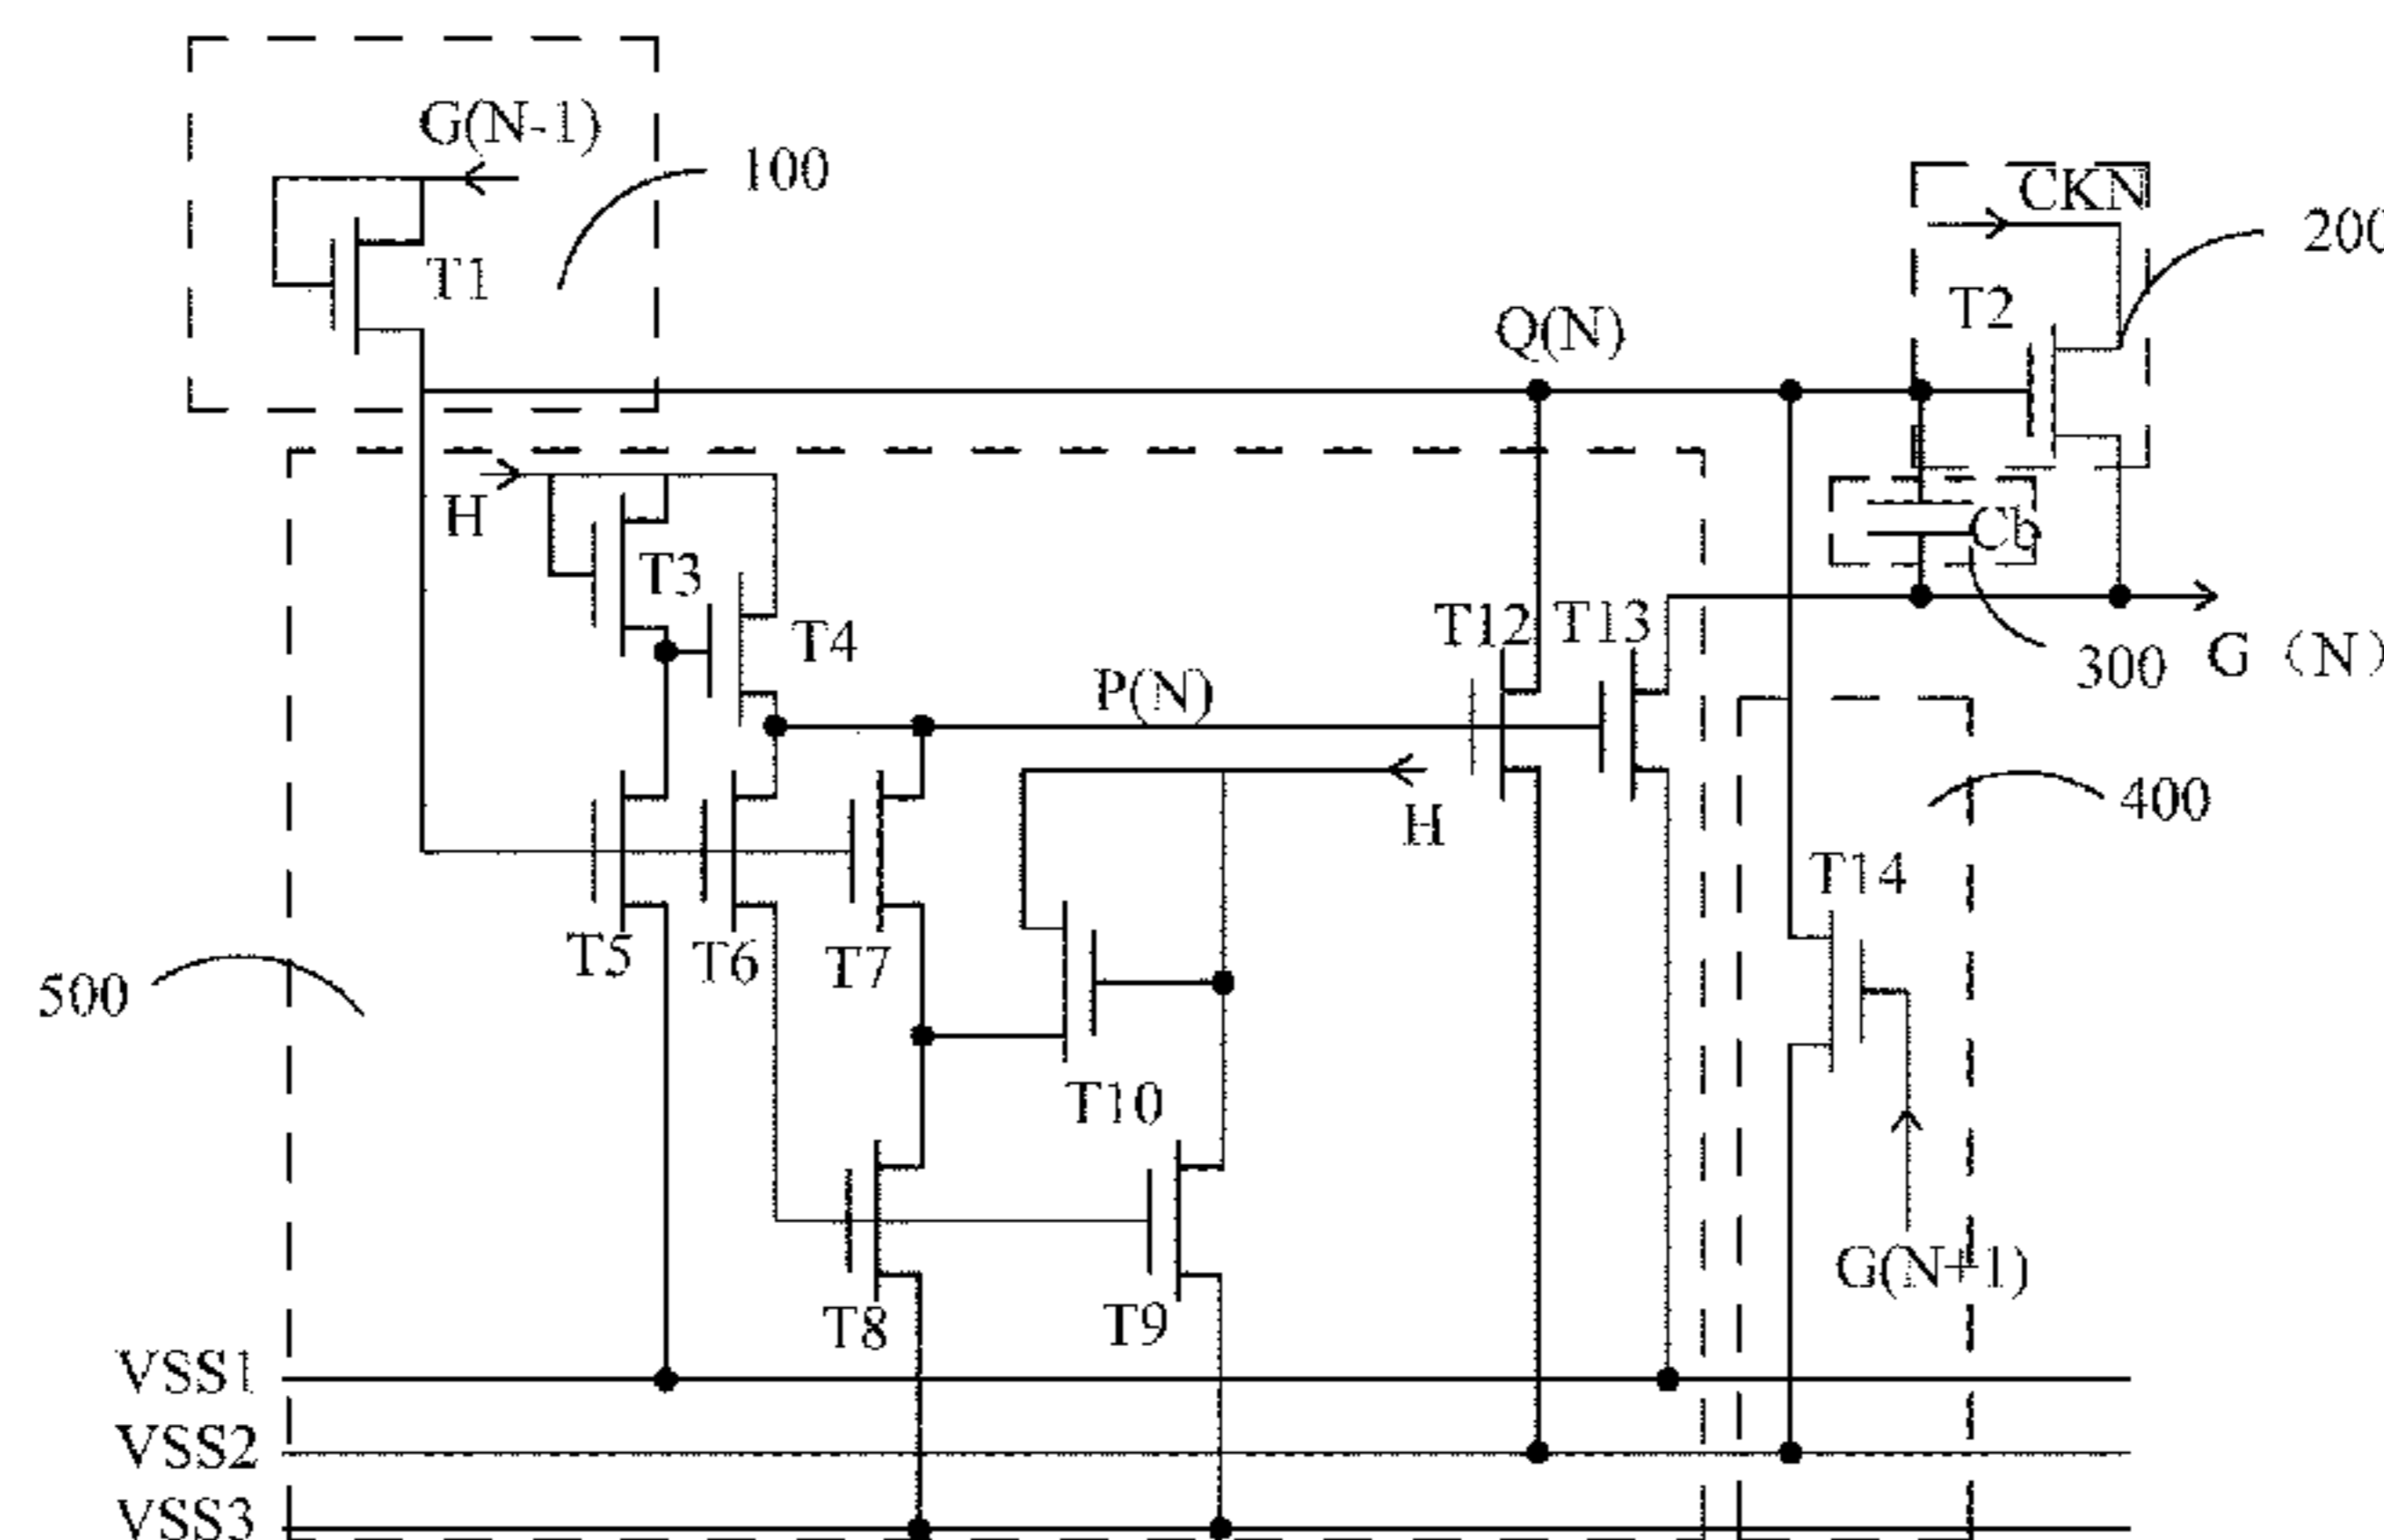 G(N-1)
100
CKN
200
T1
T2
Q(N)
H
T3
Cb
T4
T12
T13
P(N)
300
G（N）
H
400
T14
T5
T6
T7
500
T10
G(N+1)
T8
T9
VSS1
VSS2
VSS3